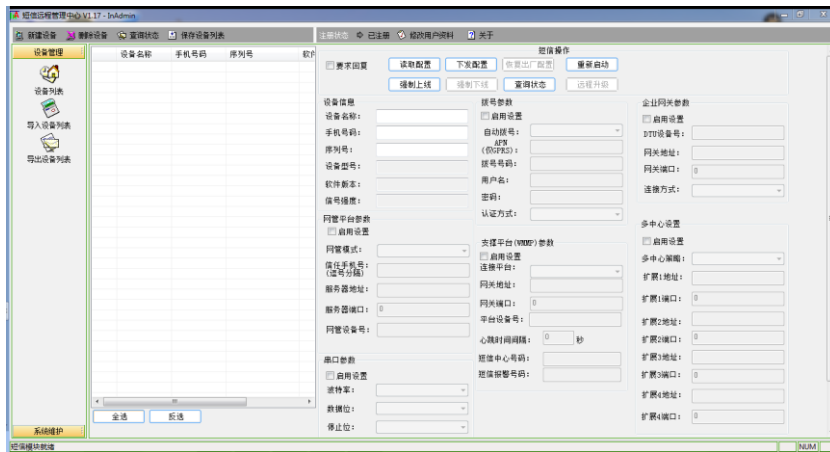 短信远程管理中心 V1.17 - InAdmin
新建设备 删除设备 查询状态 保存设备列表 注册状态 已注册 修改用户资料 关于
设备管理
设备列表
导入设备列表
导出设备列表
系统维护
设备名称 手机号码 序列号 软件
全选 反选
短信操作
要求回复 读取配置 下发配置 恢复出厂配置 重新启动
强制上线 强制下线 查询状态 远程升级
设备信息
设备名称:
手机号码:
序列号:
设备型号:
软件版本:
信号强度:
网管平台参数
启用设置
网管模式:
信任手机号:
(逗号分隔)
服务器地址:
服务器端口: 0
网管设备号:
串口参数
启用设置
波特率:
数据位:
停止位:
拨号参数
启用设置
自动拨号:
APN
(仅GPRS):
拨号号码:
用户名:
密码:
认证方式:
支撑平台(WMMP)参数
启用设置
连接平台:
网关地址:
网关端口: 0
平台设备号:
心跳时间间隔: 0 秒
短信中心号码:
短信报警号码:
企业网关参数
启用设置
DTU设备号:
网关地址:
网关端口: 0
连接方式:
多中心设置
启用设置
多中心策略:
扩展1地址:
扩展1端口: 0
扩展2地址:
扩展2端口: 0
扩展3地址:
扩展3端口: 0
扩展4地址:
扩展4端口: 0
短信模块就绪 NUM